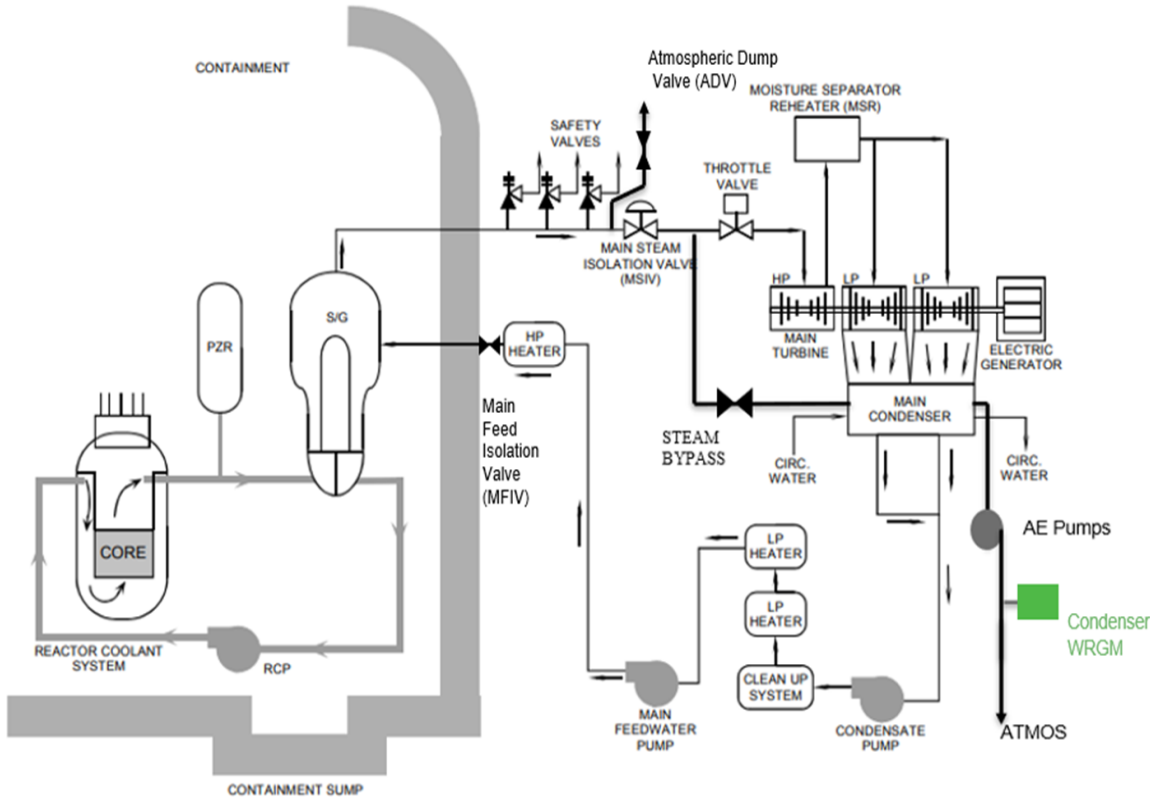 CONTAINMENT
Atmospheric Dump
Valve (ADV)
MOISTURE SEPARATOR
REHEATER (MSR)
SAFETY
VALVES
THROTTLE
VALVE
MAIN STEAM
ISOLATION VALVE
(MSIV)
HP
LP
LP
S/G
PZR
HP
HEATER
MAIN
TURBINE
ELECTRIC
GENERATOR
MAIN
CONDENSER
Main
Feed
Isolation
Valve
(MFIV)
STEAM
BYPASS
CIRC.
WATER
CIRC.
WATER
CORE
LP
HEATER
AE Pumps
LP
HEATER
Condenser
WRGM
REACTOR COOLANT
SYSTEM
RCP
CLEAN UP
SYSTEM
MAIN
FEEDWATER
PUMP
CONDENSATE
PUMP
ATMOS
CONTAINMENT SUMP